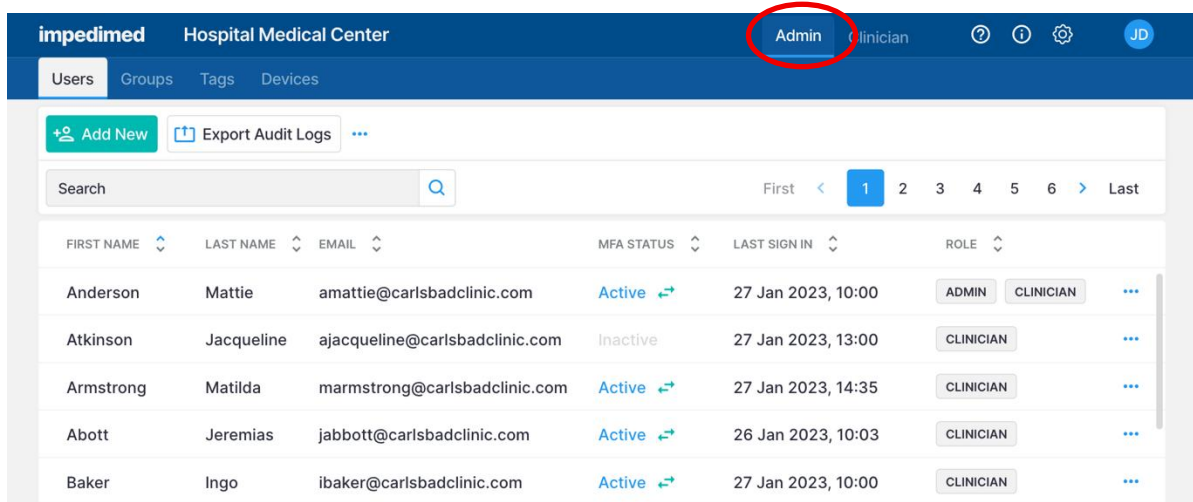 impedimed Hospital Medical Center Admin Clinician JD
Users Groups Tags Devices
Add New Export Audit Logs
Search First 1 2 3 4 5 6 Last
FIRST NAME LAST NAME EMAIL MFA STATUS LAST SIGN IN ROLE
Anderson Mattie amattie@carlsbadclinic.com Active 27 Jan 2023, 10:00 ADMIN CLINICIAN
Atkinson Jacqueline ajacqueline@carlsbadclinic.com Inactive 27 Jan 2023, 13:00 CLINICIAN
Armstrong Matilda marmstrong@carlsbadclinic.com Active 27 Jan 2023, 14:35 CLINICIAN
Abott Jeremias jabbott@carlsbadclinic.com Active 26 Jan 2023, 10:03 CLINICIAN
Baker Ingo ibaker@carlsbadclinic.com Active 27 Jan 2023, 10:00 CLINICIAN